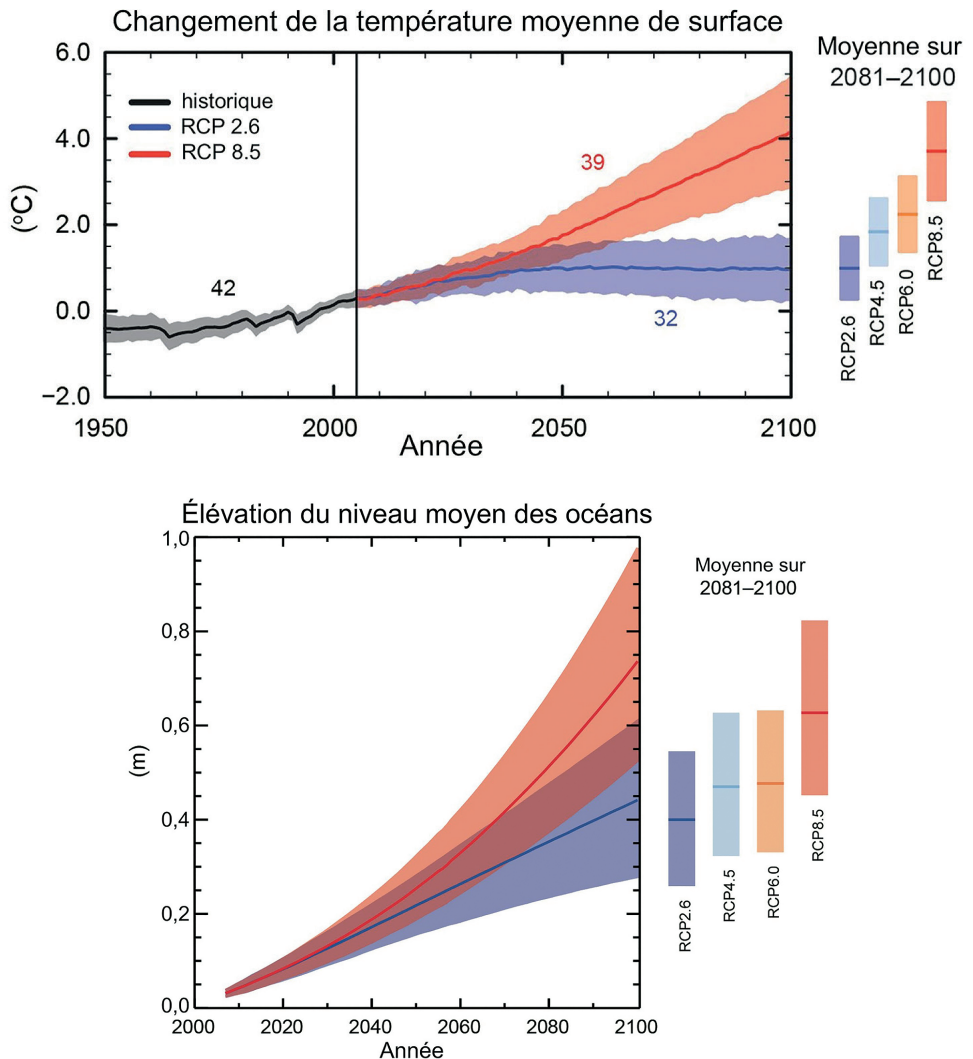 Changement de la température moyenne de surface
6.0
4.0
2.0
0.0
−2.0
(°C)
historique
RCP 2.6
RCP 8.5
42
39
32
1950
2000
2050
2100
Année
Moyenne sur
2081–2100
RCP2.6
RCP4.5
RCP6.0
RCP8.5
Élévation du niveau moyen des océans
1,0
0,8
0,6
0,4
0,2
0,0
(m)
2000
2020
2040
2060
2080
2100
Année
Moyenne sur
2081–2100
RCP2.6
RCP4.5
RCP6.0
RCP8.5